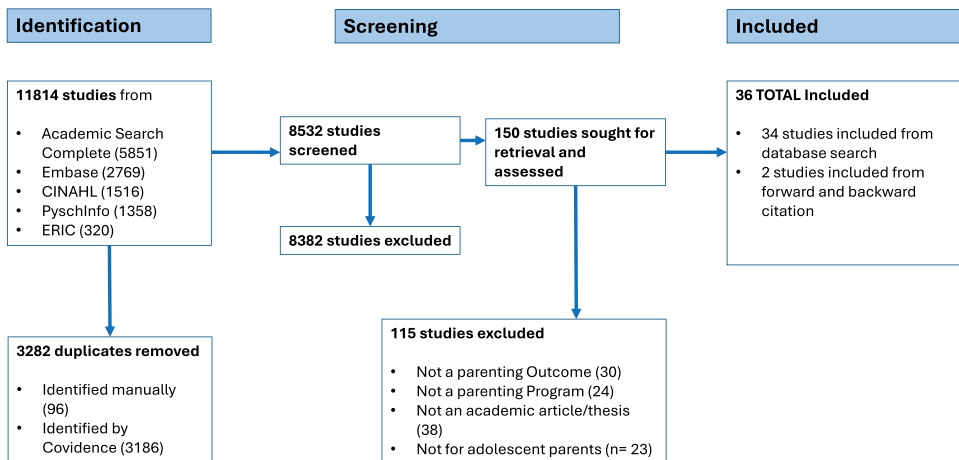 Identification
Screening
Included
11814 studies from
• Academic Search
Complete (5851)
• Embase (2769)
• CINAHL (1516)
• PyschInfo (1358)
• ERIC (320)
8532 studies
screened
150 studies sought for
retrieval and
assessed
36 TOTAL Included
• 34 studies included from
database search
• 2 studies included from
forward and backward
citation
8382 studies excluded
3282 duplicates removed
• Identified manually
(96)
• Identified by
Covidence (3186)
115 studies excluded
• Not a parenting Outcome (30)
• Not a parenting Program (24)
• Not an academic article/thesis
(38)
• Not for adolescent parents (n= 23)